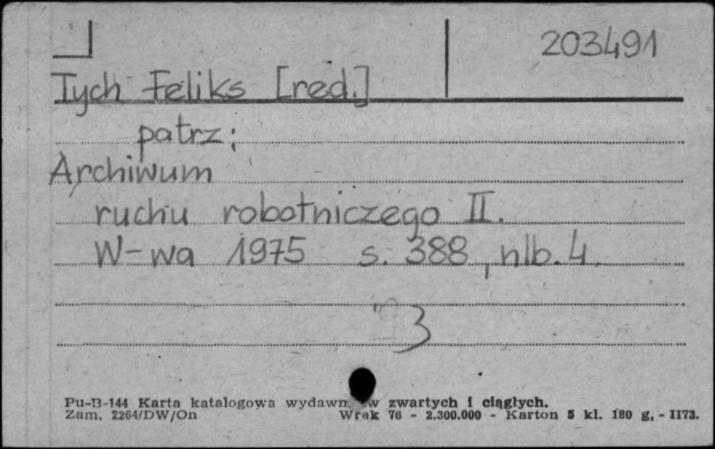 203491
Tych Feliks [red.]
patrz:
Archiwum
ruchu robotniczego II.
W-wa 1975 s. 388, nlb. 4
3
Pu-B-144 Karta katalogowa wydawn w zwartych i ciągłych.
Zam. 2264/DW/On Wrak 76 - 2.300.000 - Karton 5 kl. 180 g. - 1173.